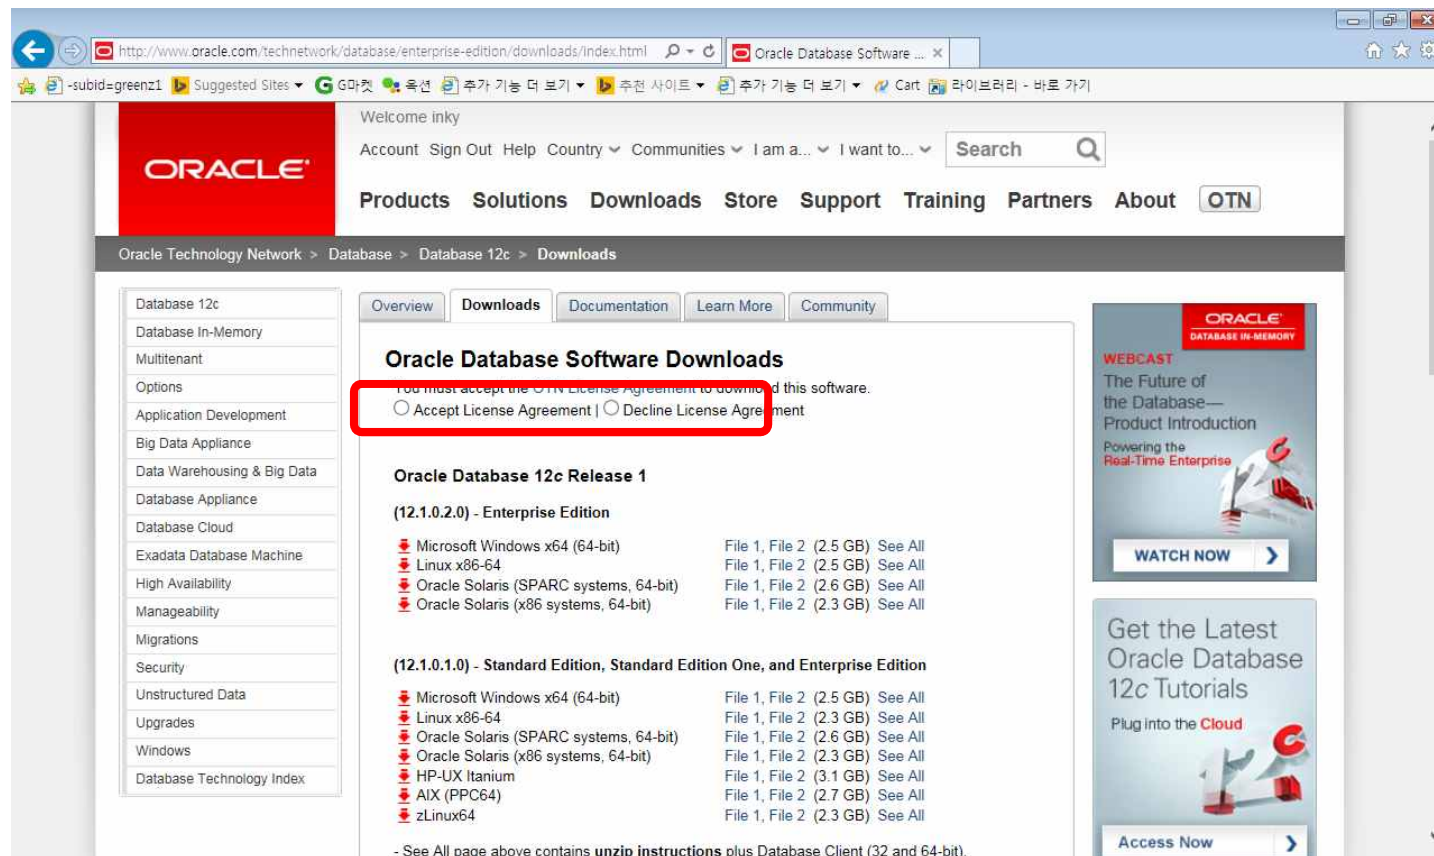 http://www.oracle.com/technetwork/database/enterprise-edition/downloads/index.html
Oracle Database Software ...
-subid=greenz1 Suggested Sites G마켓 옥션 추가 기능 더 보기 추천 사이트 추가 기능 더 보기 Cart 라이브러리 - 바로 가기
ORACLE
Welcome inky
Account Sign Out Help Country Communities I am a... I want to... Search
Products Solutions Downloads Store Support Training Partners About OTN
Oracle Technology Network > Database > Database 12c > Downloads
Database 12c
Database In-Memory
Multitenant
Options
Application Development
Big Data Appliance
Data Warehousing & Big Data
Database Appliance
Database Cloud
Exadata Database Machine
High Availability
Manageability
Migrations
Security
Unstructured Data
Upgrades
Windows
Database Technology Index
Overview Downloads Documentation Learn More Community
Oracle Database Software Downloads
You must accept the OTN License Agreement to download this software.
Accept License Agreement | Decline License Agreement
Oracle Database 12c Release 1
(12.1.0.2.0) - Enterprise Edition
Microsoft Windows x64 (64-bit) File 1, File 2 (2.5 GB) See All
Linux x86-64 File 1, File 2 (2.5 GB) See All
Oracle Solaris (SPARC systems, 64-bit) File 1, File 2 (2.6 GB) See All
Oracle Solaris (x86 systems, 64-bit) File 1, File 2 (2.3 GB) See All
(12.1.0.1.0) - Standard Edition, Standard Edition One, and Enterprise Edition
Microsoft Windows x64 (64-bit) File 1, File 2 (2.5 GB) See All
Linux x86-64 File 1, File 2 (2.3 GB) See All
Oracle Solaris (SPARC systems, 64-bit) File 1, File 2 (2.6 GB) See All
Oracle Solaris (x86 systems, 64-bit) File 1, File 2 (2.3 GB) See All
HP-UX Itanium File 1, File 2 (3.1 GB) See All
AIX (PPC64) File 1, File 2 (2.7 GB) See All
zLinux64 File 1, File 2 (2.3 GB) See All
- See All page above contains unzip instructions plus Database Client (32 and 64-bit),
ORACLE
DATABASE IN-MEMORY
WEBCAST
The Future of
the Database—
Product Introduction
Powering the
Real-Time Enterprise
WATCH NOW
Get the Latest
Oracle Database
12c Tutorials
Plug into the Cloud
Access Now